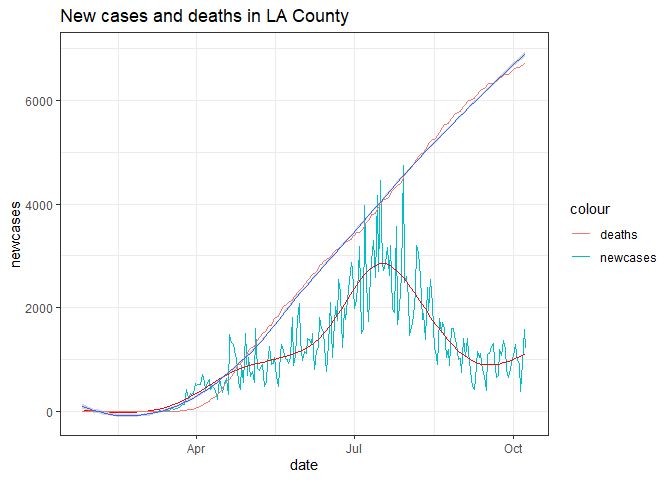 New cases and deaths in LA County
6000
4000
2000
0
newcases
Apr
Jul
Oct
date
colour
deaths
newcases